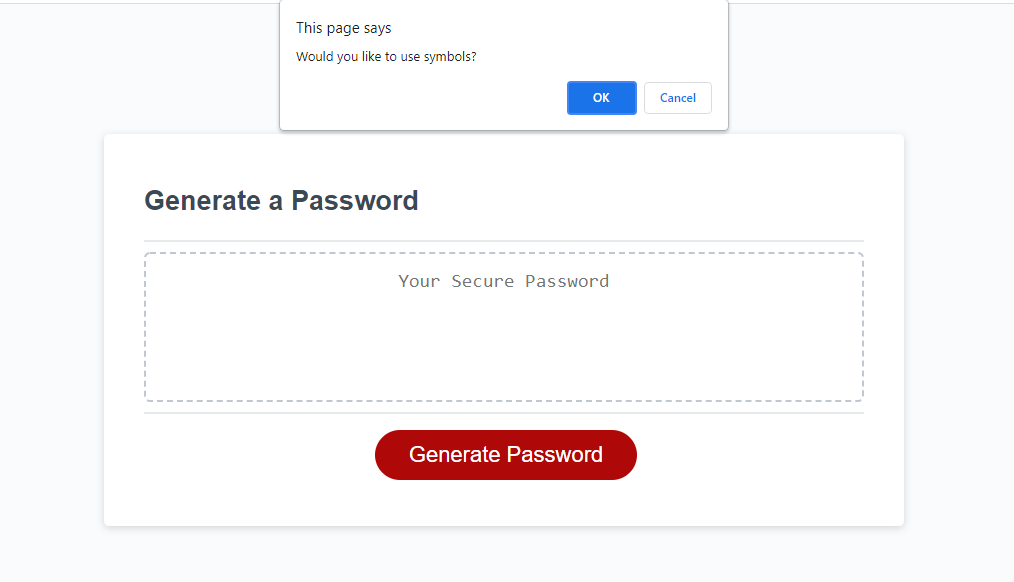 This page says
Would you like to use symbols?
OK
Cancel
Generate a Password
Your Secure Password
Generate Password